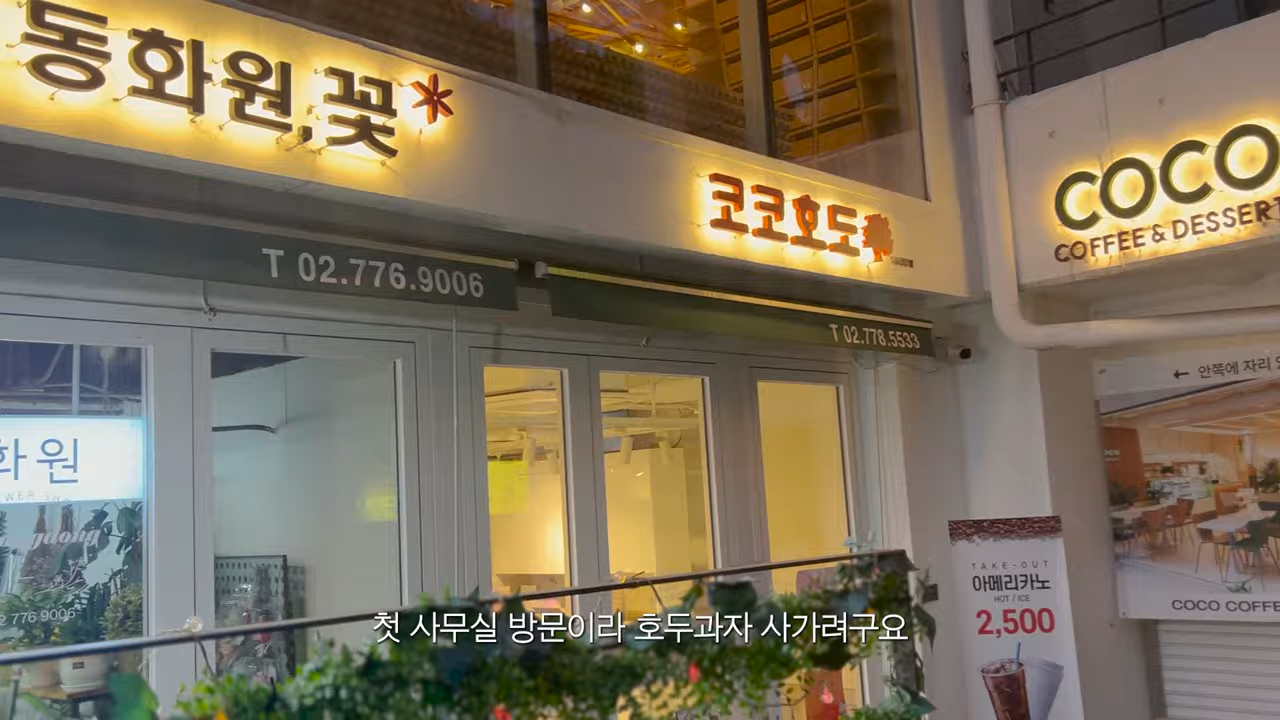 동화원,꽃
코코호도
COCO
COFFEE & DESSERT
T 02.776.9006
T 02.778.5533
← 안쪽에 자리
화원
gdong
2 776 9006
TAKE-OUT
아메리카노
HOT / ICE
2,500
COCO COFFE
첫 사무실 방문이라 호두과자 사가려구요